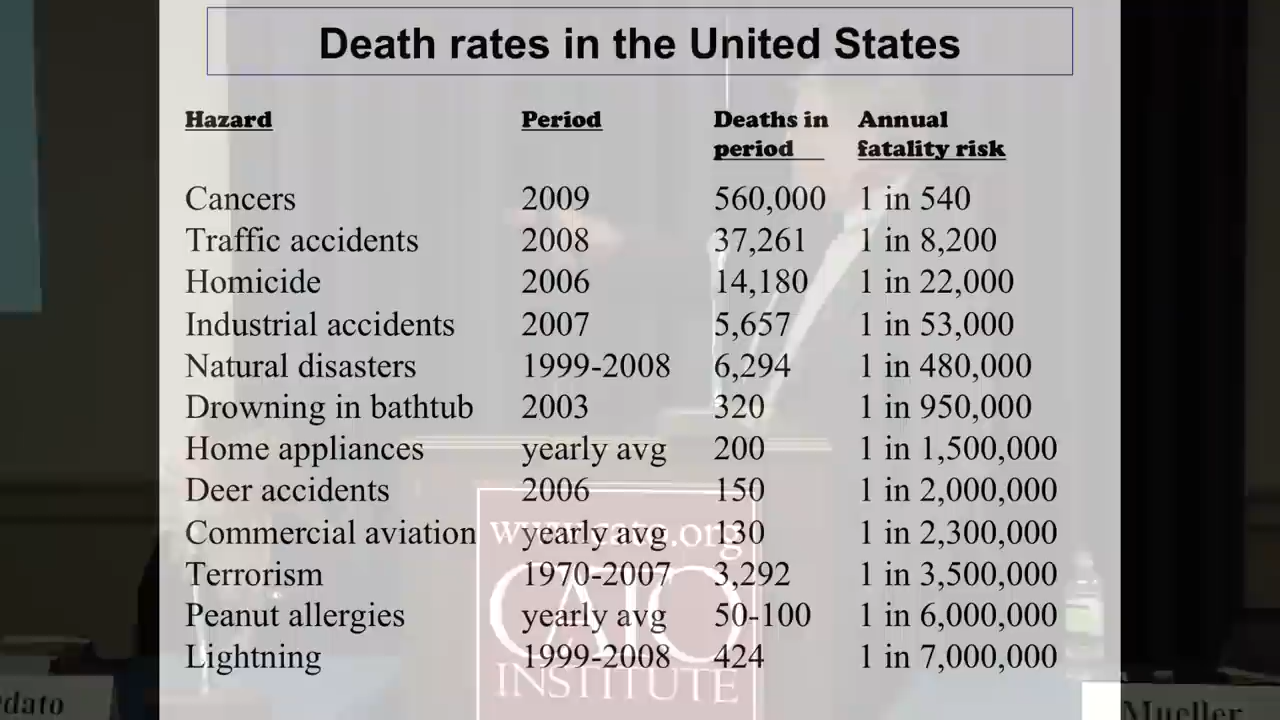 Death rates in the United States
Hazard Period Deaths in period Annual fatality risk
Cancers 2009 560,000 1 in 540
Traffic accidents 2008 37,261 1 in 8,200
Homicide 2006 14,180 1 in 22,000
Industrial accidents 2007 5,657 1 in 53,000
Natural disasters 1999-2008 6,294 1 in 480,000
Drowning in bathtub 2003 320 1 in 950,000
Home appliances yearly avg 200 1 in 1,500,000
Deer accidents 2006 150 1 in 2,000,000
Commercial aviation yearly avg 130 1 in 2,300,000
Terrorism 1970-2007 3,292 1 in 3,500,000
Peanut allergies yearly avg 50-100 1 in 6,000,000
Lightning 1999-2008 424 1 in 7,000,000
www.cato.org
CATO
INSTITUTE
Mueller